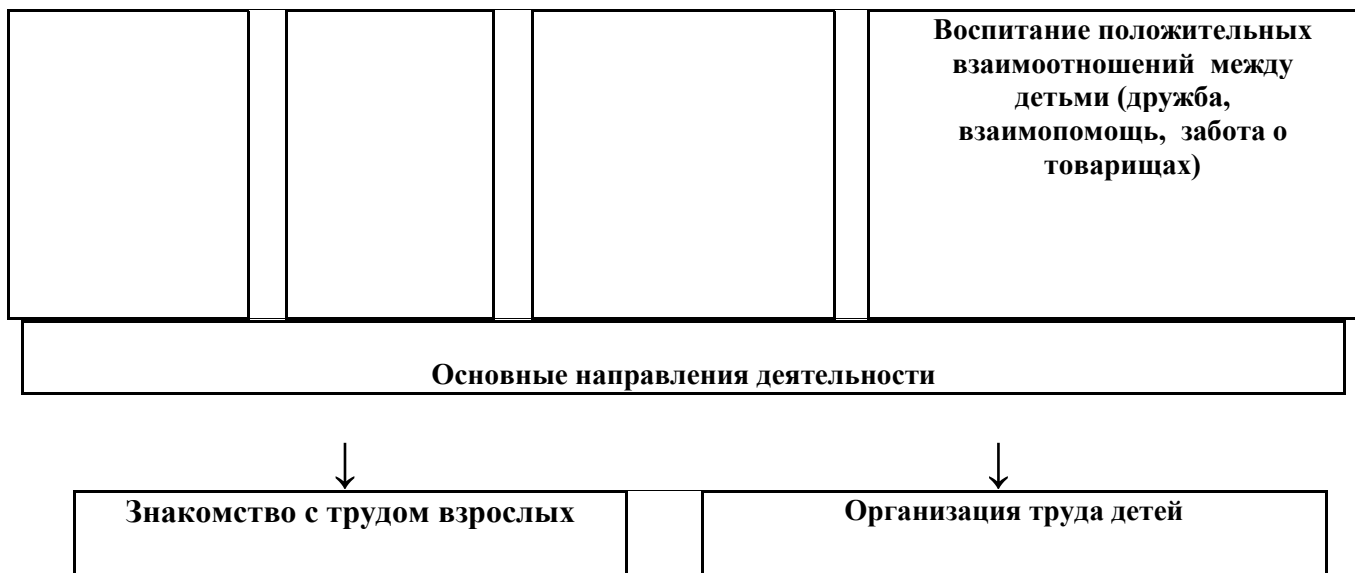 Воспитание положительных
взаимоотношений между
детьми (дружба,
взаимопомощь, забота о
товарищах)
Основные направления деятельности
Знакомство с трудом взрослых
Организация труда детей